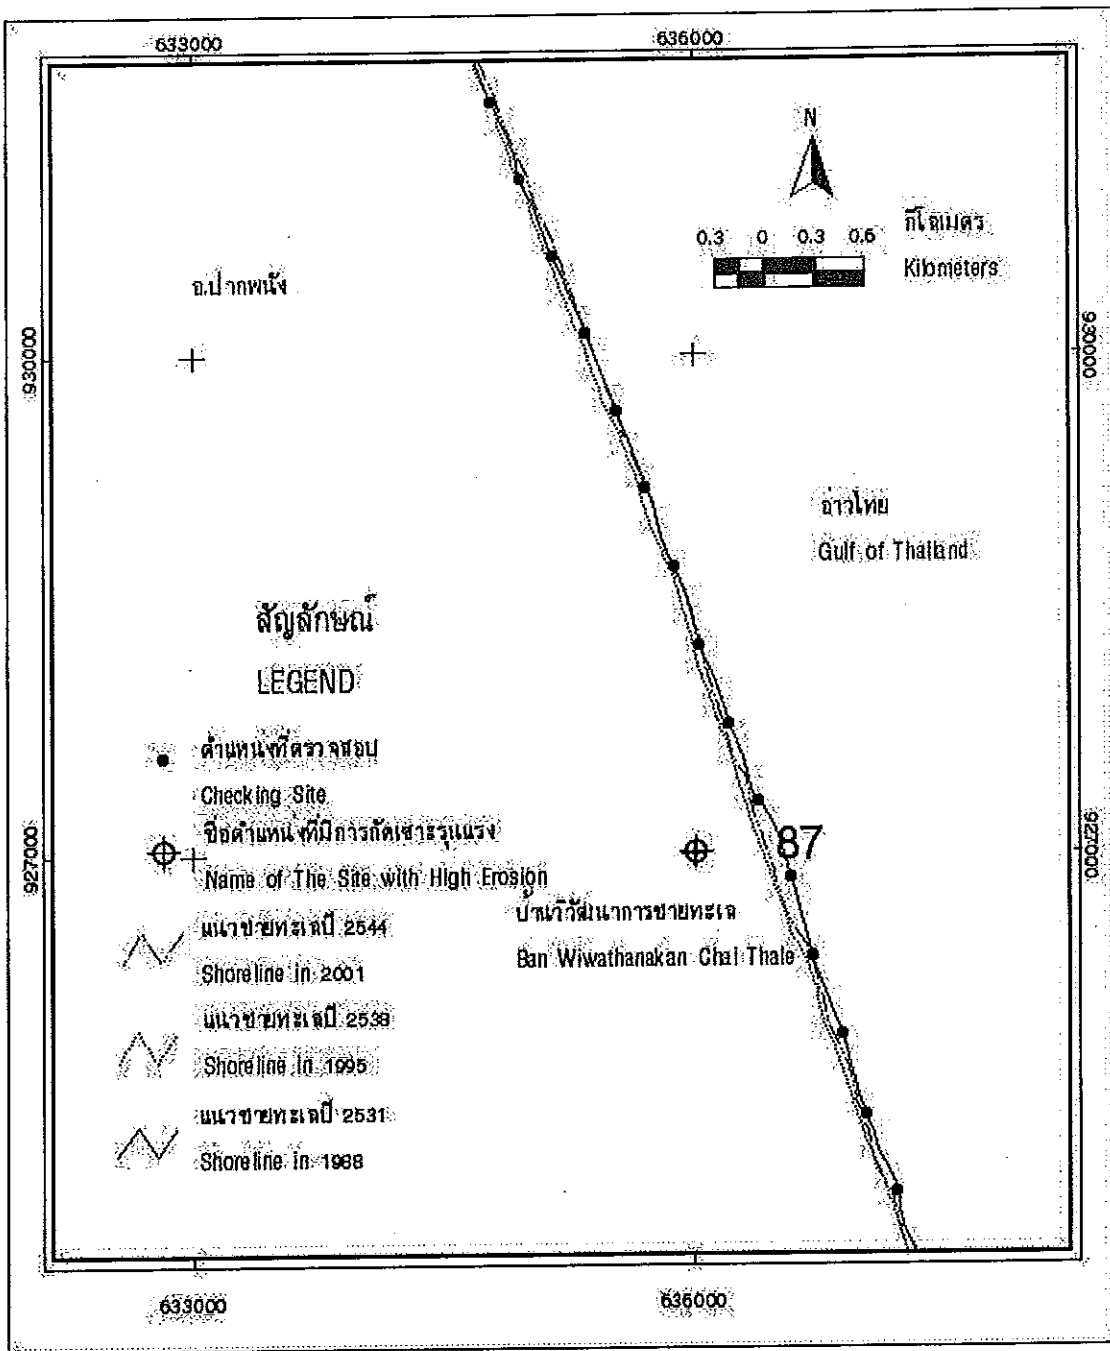 633000 636000
N
0.3 0 0.3 0.6 กิโลเมตร
Kilometers
อ.ปากพนัง
930000 930000
อ่าวไทย
Gulf of Thailand
สัญลักษณ์
LEGEND
ตำแหน่งที่ตรวจสอบ
Checking Site
ชื่อตำแหน่งที่มีการกัดเซาะรุนแรง
Name of The Site with High Erosion
927000 87 927000
บ้านวิวัฒนาการชายทะเล
Ban Wiwathanakan Chai Thale
แนวชายทะเลปี 2544
Shoreline in 2001
แนวชายทะเลปี 2538
Shoreline in 1995
แนวชายทะเลปี 2531
Shoreline in 1988
633000 636000